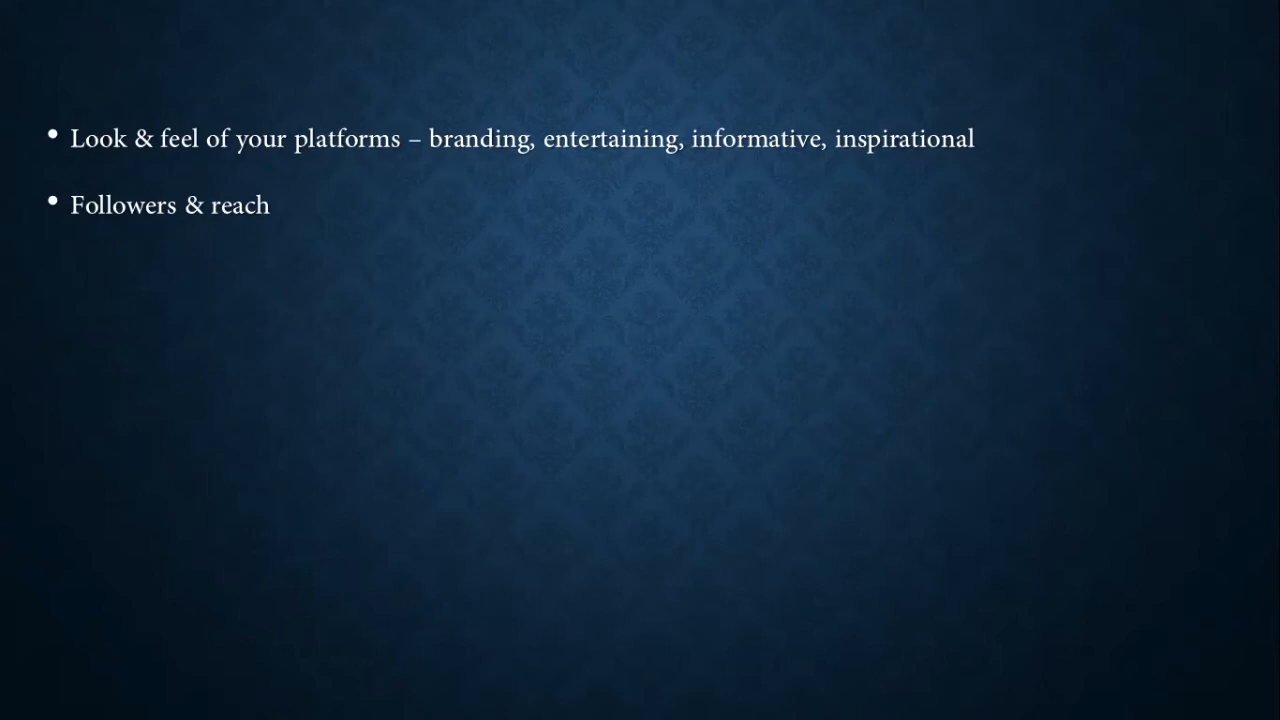 • Look & feel of your platforms – branding, entertaining, informative, inspirational
• Followers & reach